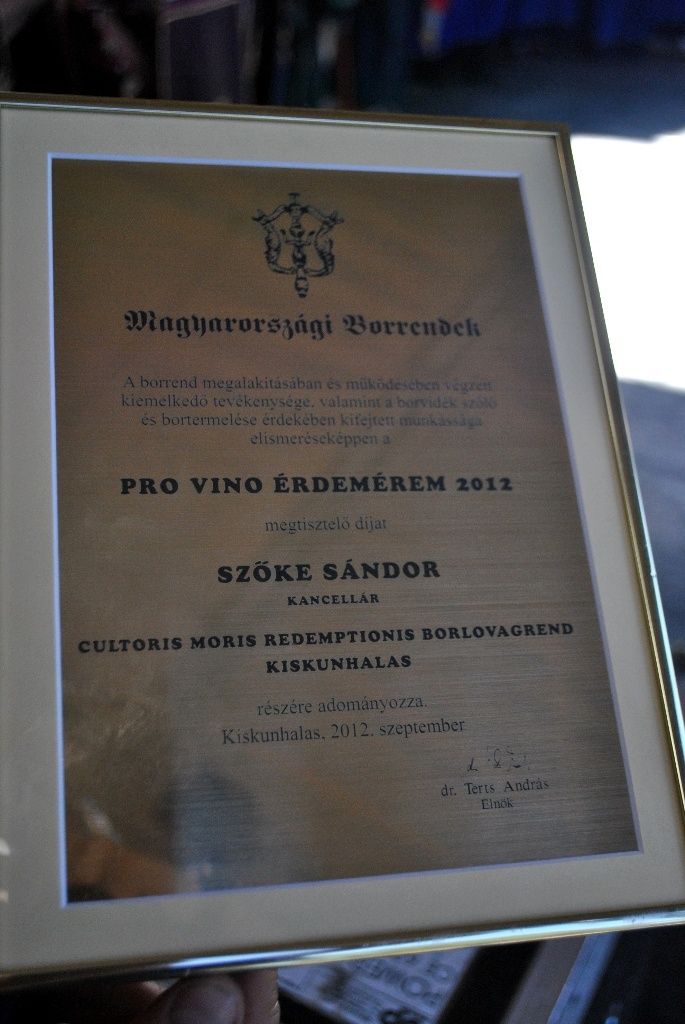 Magyarországi Borrendek
A borrend megalakításában és működésében végzett
kiemelkedő tevékenysége, valamint a borvidék szőlő
és bortermelése érdekében kifejtett munkássága
elismeréseképpen a
PRO VINO ÉRDEMÉREM 2012
megtisztelő díjat
SZŐKE SÁNDOR
KANCELLÁR
CULTORIS MORIS REDEMPTIONIS BORLOVAGREND
KISKUNHALAS
részére adományozza.
Kiskunhalas, 2012. szeptember
dr. Terts András
Elnök